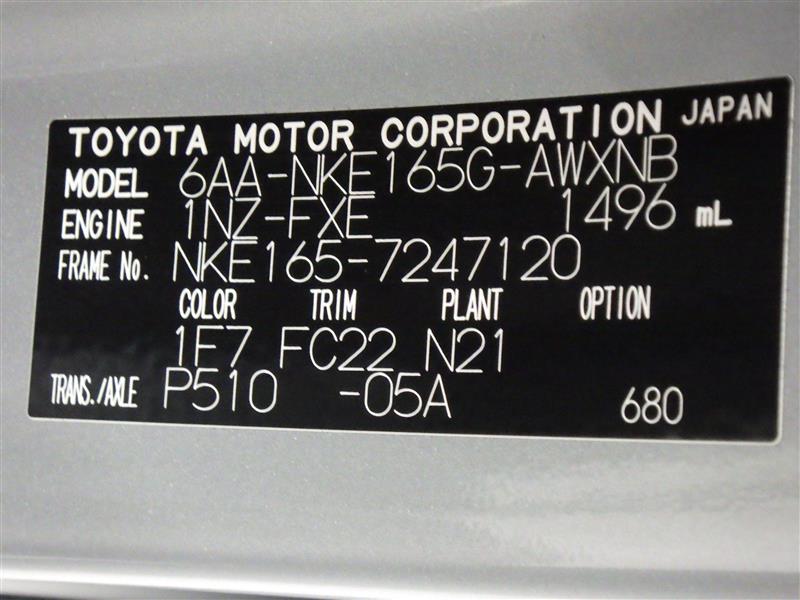 TOYOTA MOTOR CORPORATION JAPAN
MODEL 6AA-NKE165G-AWXNB
ENGINE 1NZ-FXE 1496 mL
FRAME No. NKE165-7247120
COLOR TRIM PLANT OPTION
1F7 FC22 N21
TRANS./AXLE P510 -05A 680